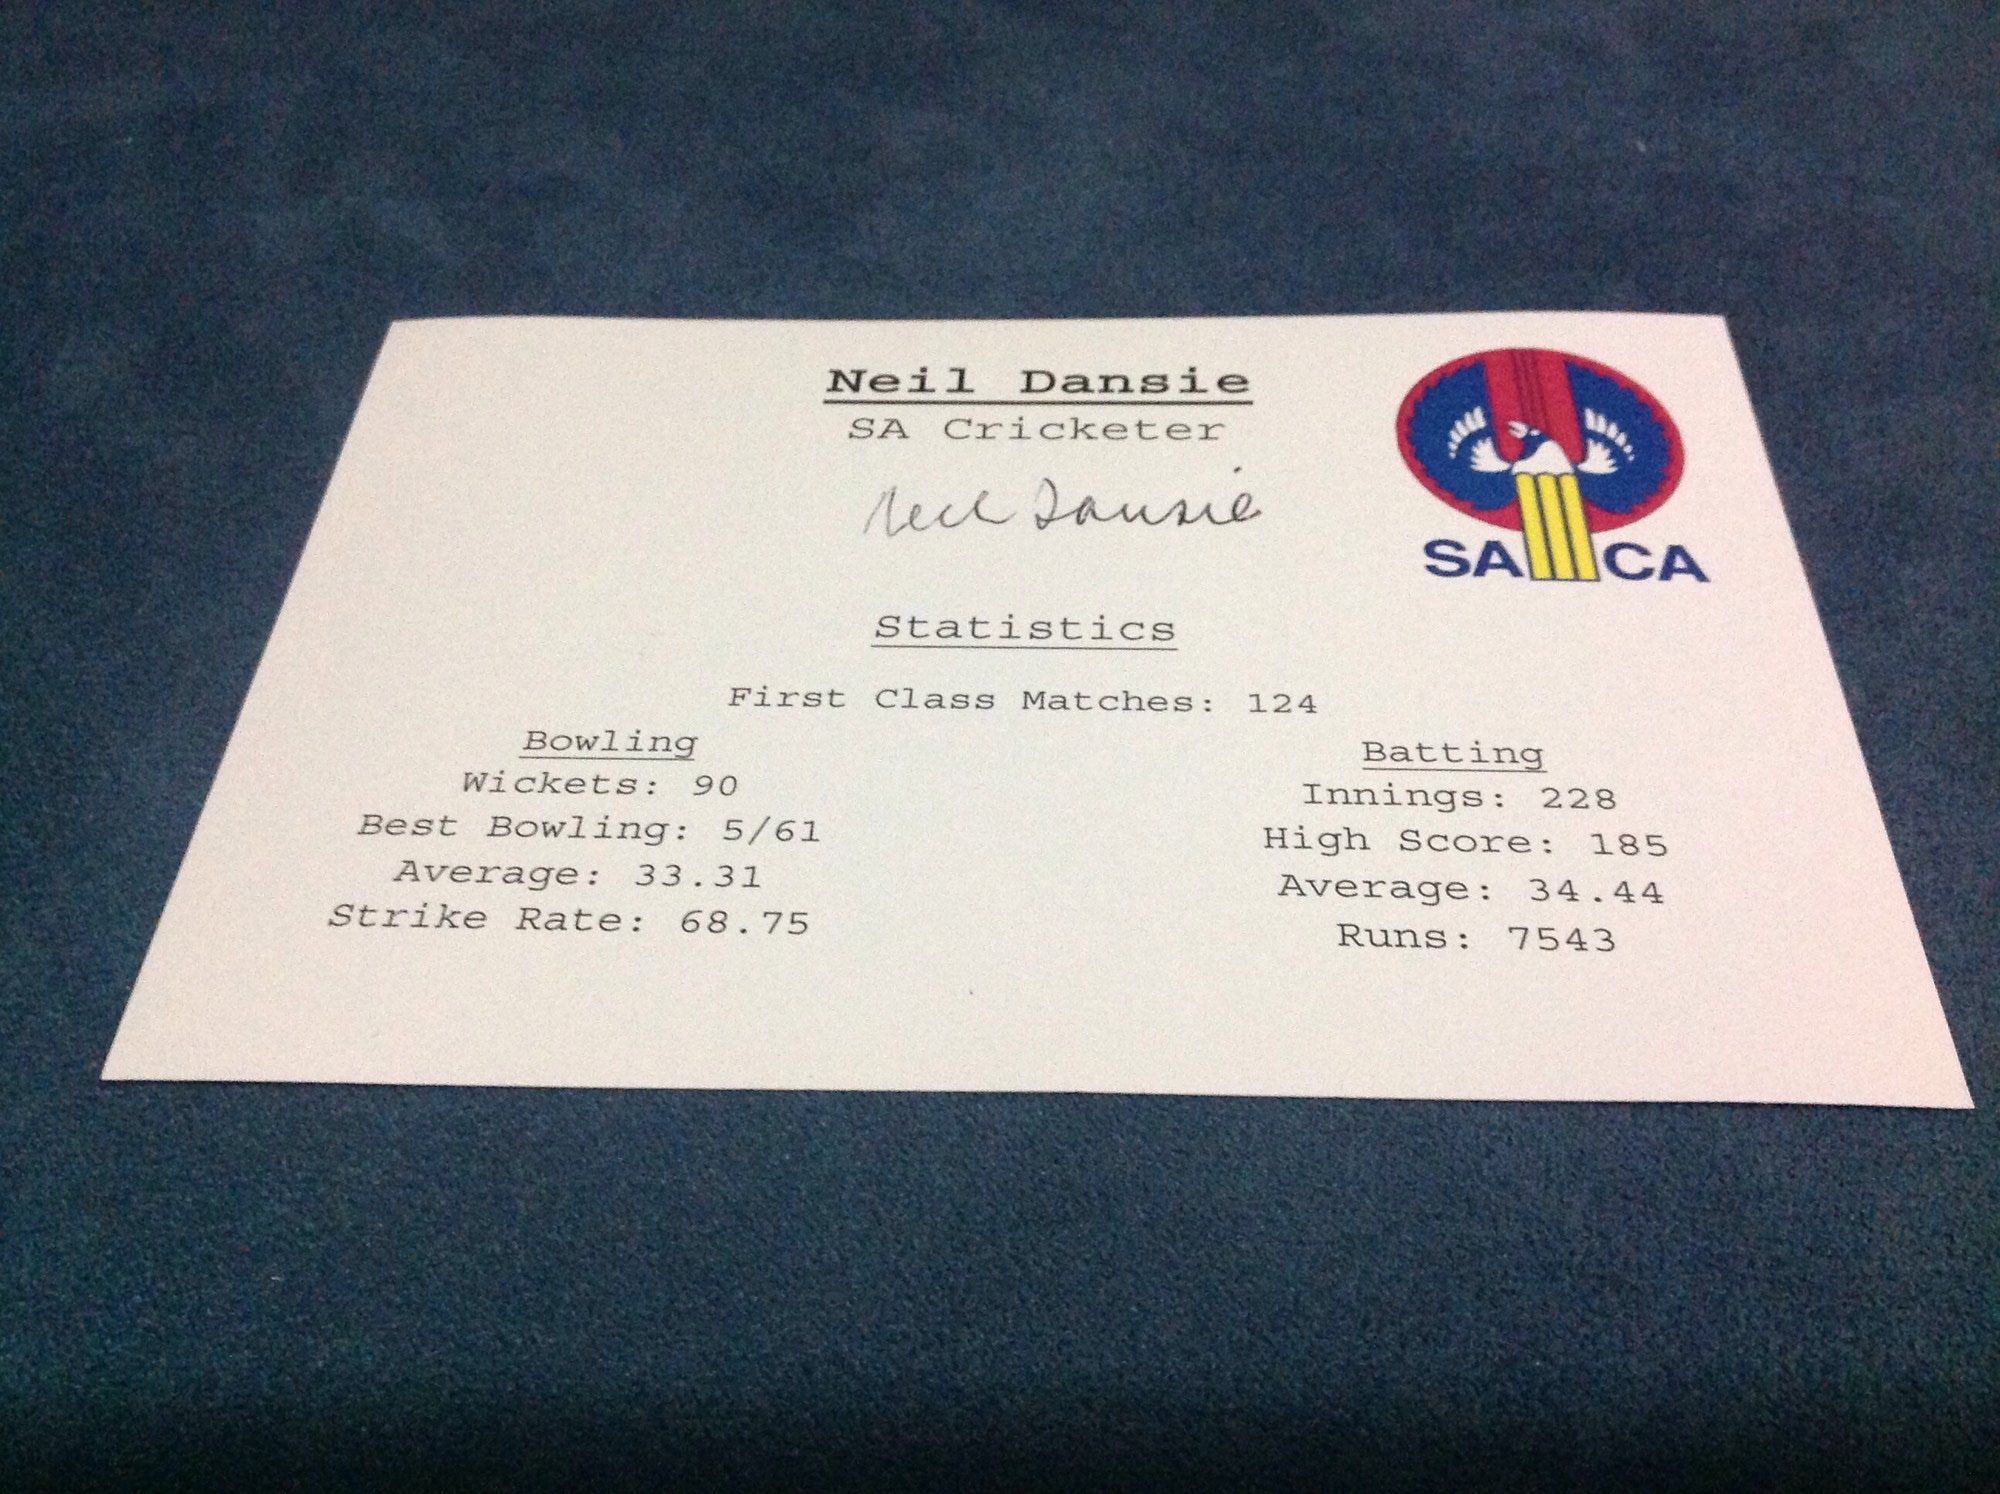 Neil Dansie
SA Cricketer
Neil Dansie
SACA
Statistics
First Class Matches: 124
Bowling
Wickets: 90
Best Bowling: 5/61
Average: 33.31
Strike Rate: 68.75
Batting
Innings: 228
High Score: 185
Average: 34.44
Runs: 7543